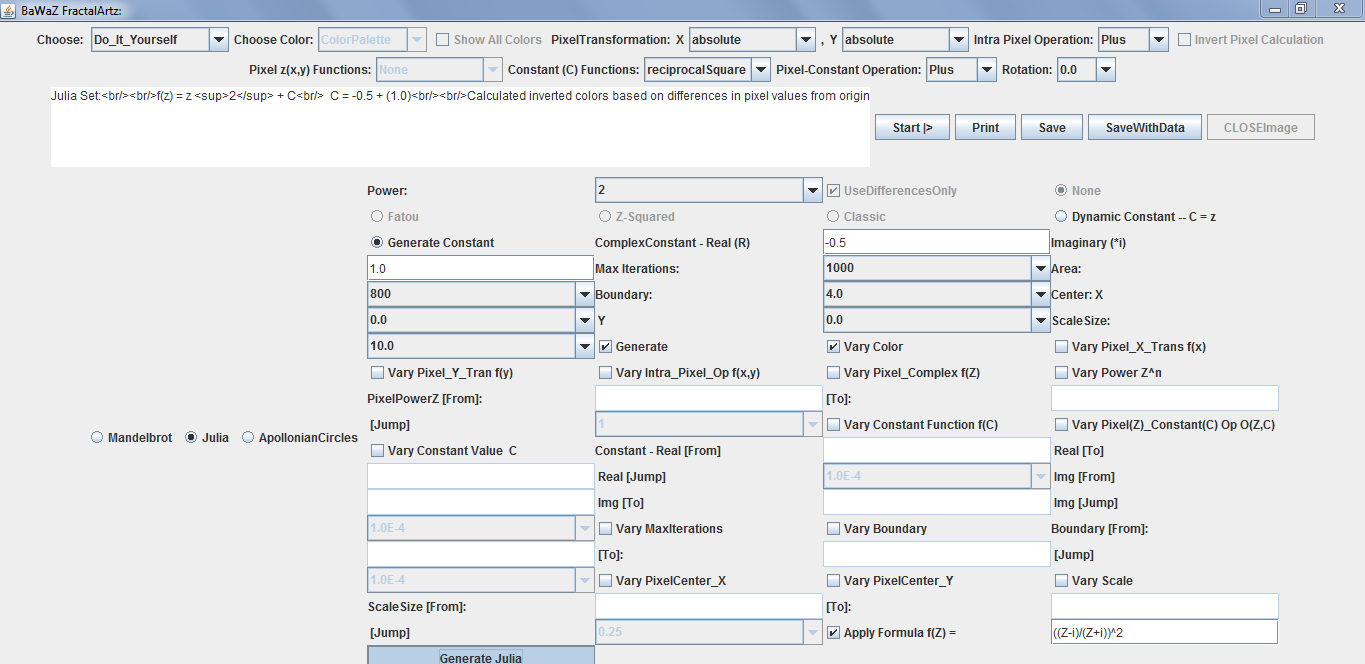 BaWaZ FractalArtz:
Choose: Do_It_Yourself Choose Color: ColorPalette Show All Colors PixelTransformation: X absolute , Y absolute Intra Pixel Operation: Plus Invert Pixel Calculation
Pixel z(x,y) Functions: None Constant (C) Functions: reciprocalSquare Pixel-Constant Operation: Plus Rotation: 0.0
Julia Set:<br/><br/>f(z) = z <sup>2</sup> + C<br/> C = -0.5 + (1.0)<br/><br/>Calculated inverted colors based on differences in pixel values from origin
Start |> Print Save SaveWithData CLOSEImage
Power: 2 UseDifferencesOnly None
Fatou Z-Squared Classic Dynamic Constant -- C = z
Generate Constant ComplexConstant - Real (R) -0.5 Imaginary (*i)
1.0 Max Iterations: 1000 Area:
800 Boundary: 4.0 Center: X
0.0 Y 0.0 ScaleSize:
10.0 Generate Vary Color Vary Pixel_X_Trans f(x)
Vary Pixel_Y_Tran f(y) Vary Intra_Pixel_Op f(x,y) Vary Pixel_Complex f(Z) Vary Power Z^n
PixelPowerZ [From]: [To]:
Mandelbrot Julia ApollonianCircles [Jump] 1 Vary Constant Function f(C) Vary Pixel(Z)_Constant(C) Op O(Z,C)
Vary Constant Value C Constant - Real [From] Real [To]
Real [Jump] 1.0E-4 Img [From]
Img [To] Img [Jump]
1.0E-4 Vary MaxIterations Vary Boundary Boundary [From]:
[To]: [Jump]
1.0E-4 Vary PixelCenter_X Vary PixelCenter_Y Vary Scale
ScaleSize [From]: [To]:
[Jump] 0.25 Apply Formula f(Z) = ((Z-i)/(Z+i))^2
Generate Julia